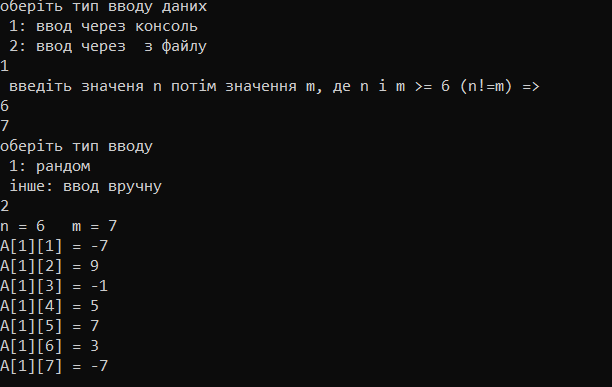 оберіть тип вводу даних
1: ввод через консоль
2: ввод через з файлу
1
введіть значеня n потім значення m, де n і m >= 6 (n!=m) =>
6
7
оберіть тип вводу
1: рандом
інше: ввод вручну
2
n = 6 m = 7
A[1][1] = -7
A[1][2] = 9
A[1][3] = -1
A[1][4] = 5
A[1][5] = 7
A[1][6] = 3
A[1][7] = -7